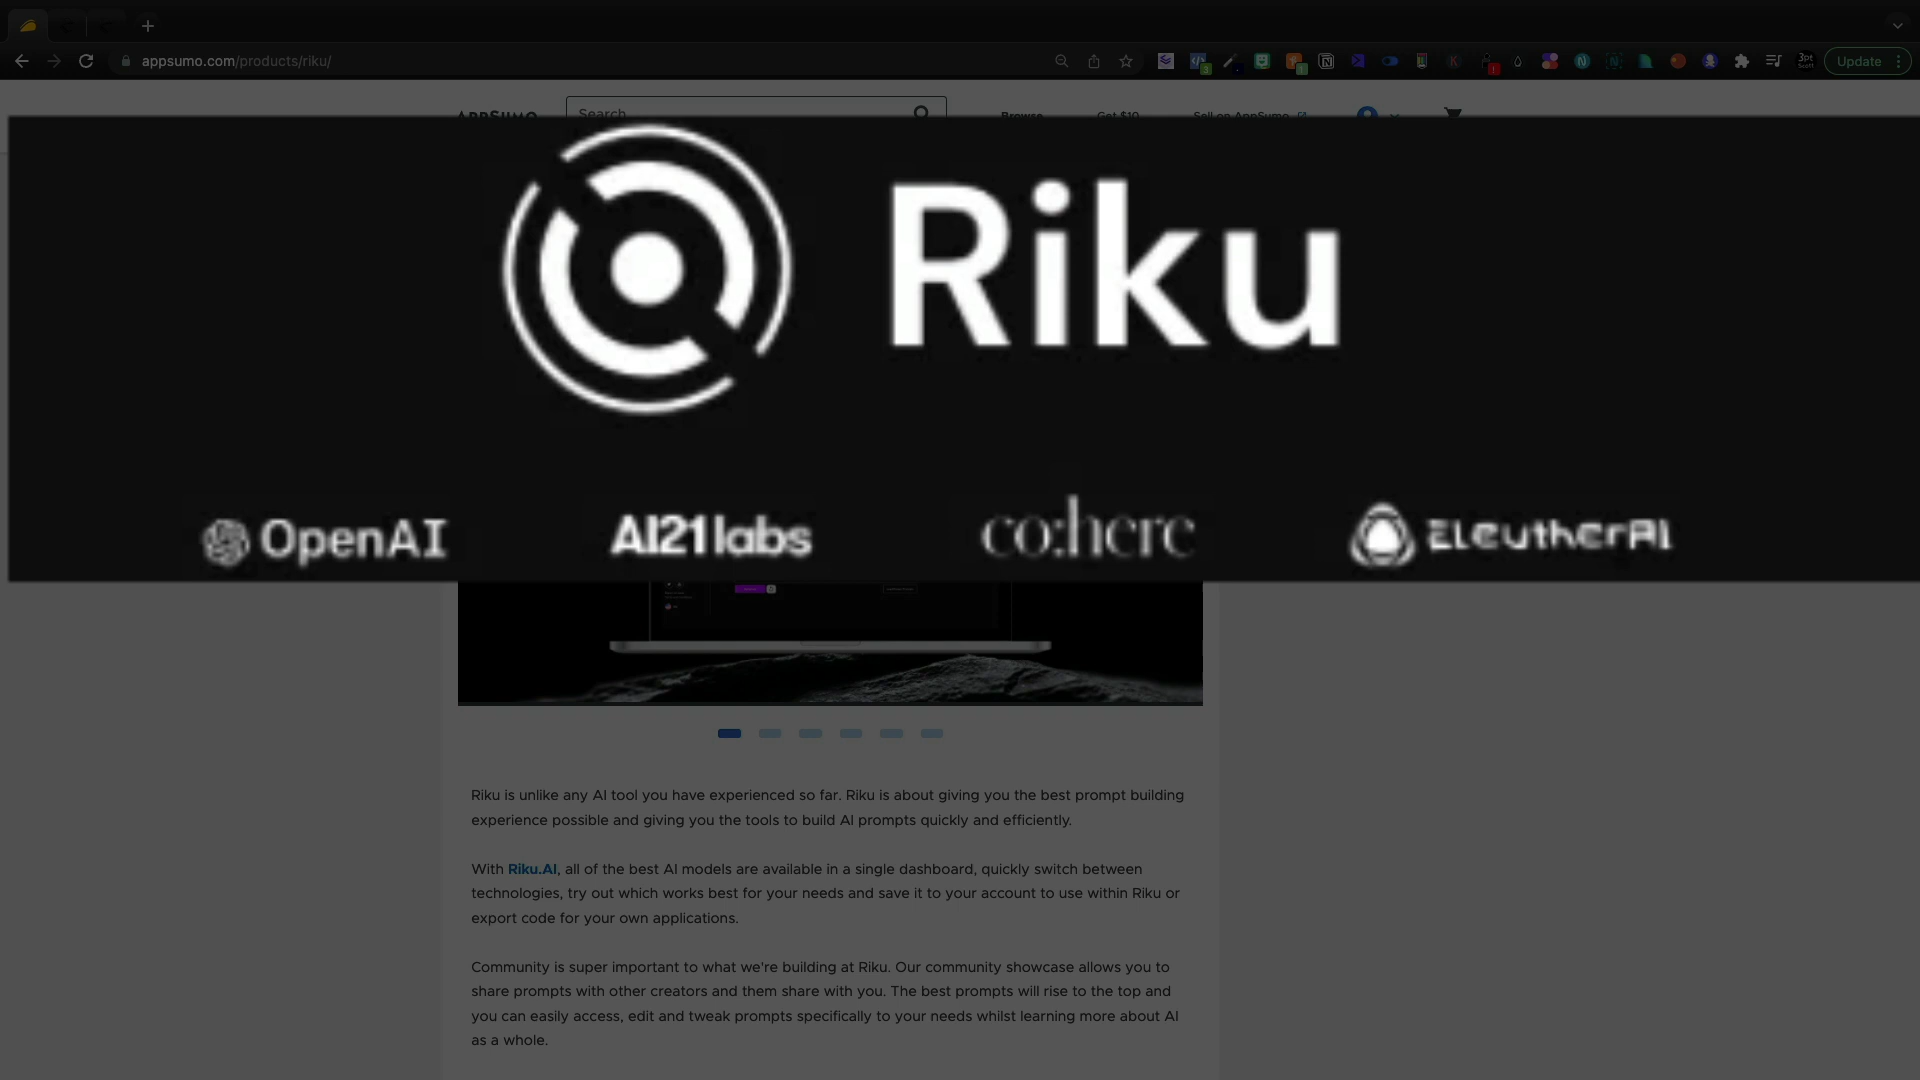 appsumo.com/products/riku/
Update
APPSUMO
Search
Browse
Get $10
Sell on AppSumo
Riku
OpenAI
AI21labs
co:here
EleutherAI
Riku is unlike any AI tool you have experienced so far. Riku is about giving you the best prompt building
experience possible and giving you the tools to build AI prompts quickly and efficiently.
With Riku.AI, all of the best AI models are available in a single dashboard, quickly switch between
technologies, try out which works best for your needs and save it to your account to use within Riku or
export code for your own applications.
Community is super important to what we're building at Riku. Our community showcase allows you to
share prompts with other creators and them share with you. The best prompts will rise to the top and
you can easily access, edit and tweak prompts specifically to your needs whilst learning more about AI
as a whole.